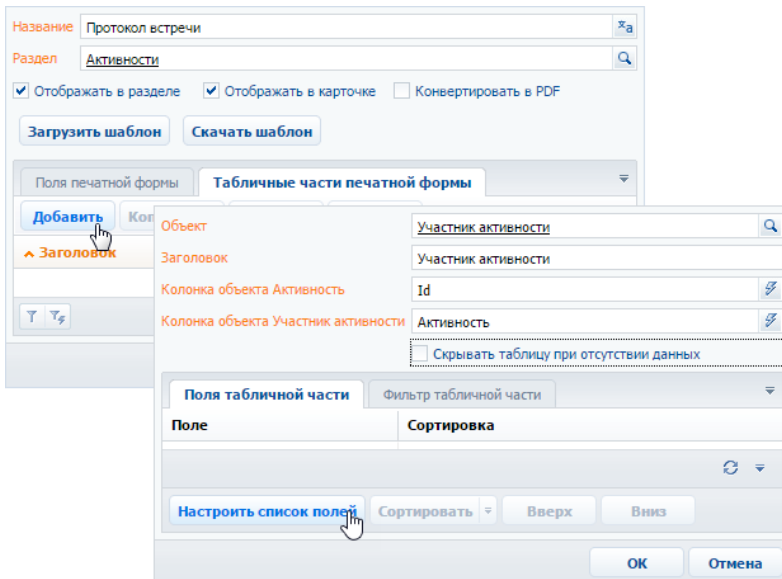 Название Протокол встречи
Раздел Активности
Отображать в разделе Отображать в карточке Конвертировать в PDF
Загрузить шаблон Скачать шаблон
Поля печатной формы Табличные части печатной формы
Добавить Коп
Заголовок
Объект Участник активности
Заголовок Участник активности
Колонка объекта Активность Id
Колонка объекта Участник активности Активность
Скрывать таблицу при отсутствии данных
Поля табличной части Фильтр табличной части
Поле Сортировка
Настроить список полей Сортировать Вверх Вниз
ОК Отмена